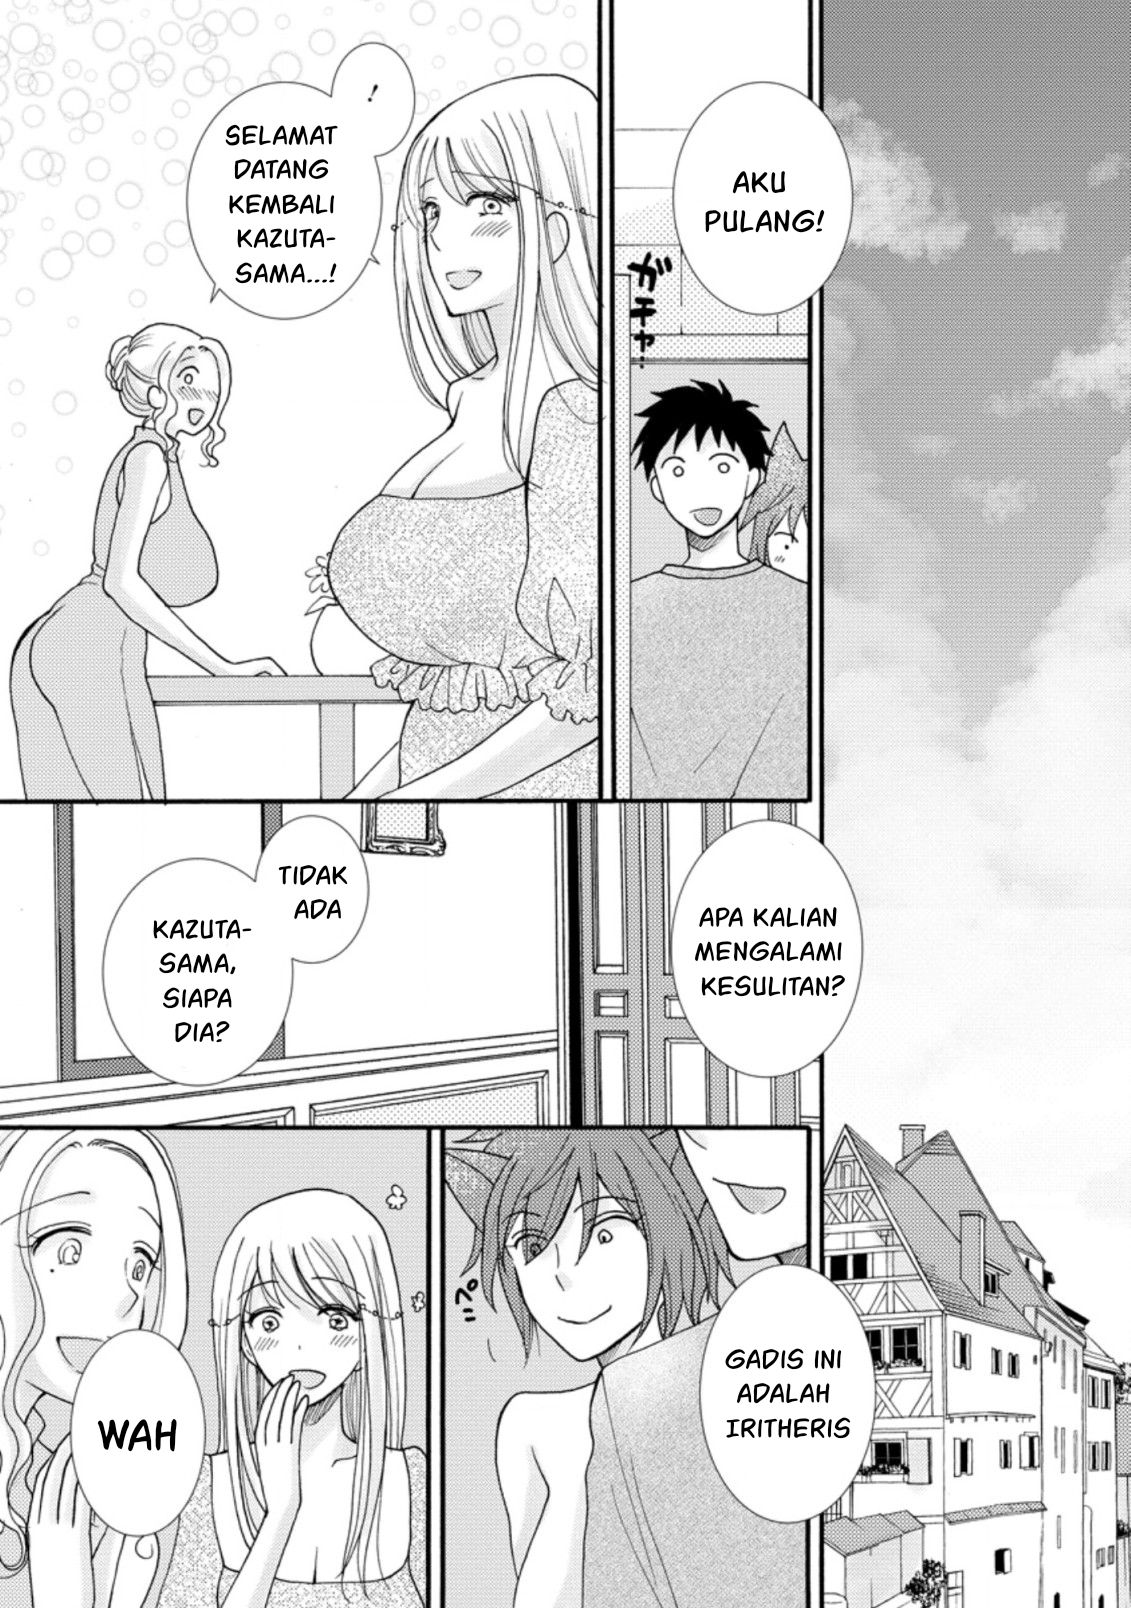 AKU
PULANG!
ガチャ…
!
SELAMAT
DATANG
KEMBALI
KAZUTA-
SAMA...!
APA KALIAN
MENGALAMI
KESULITAN?
TIDAK
ADA
KAZUTA-
SAMA,
SIAPA
DIA?
GADIS INI
ADALAH
IRITHERIS
WAH